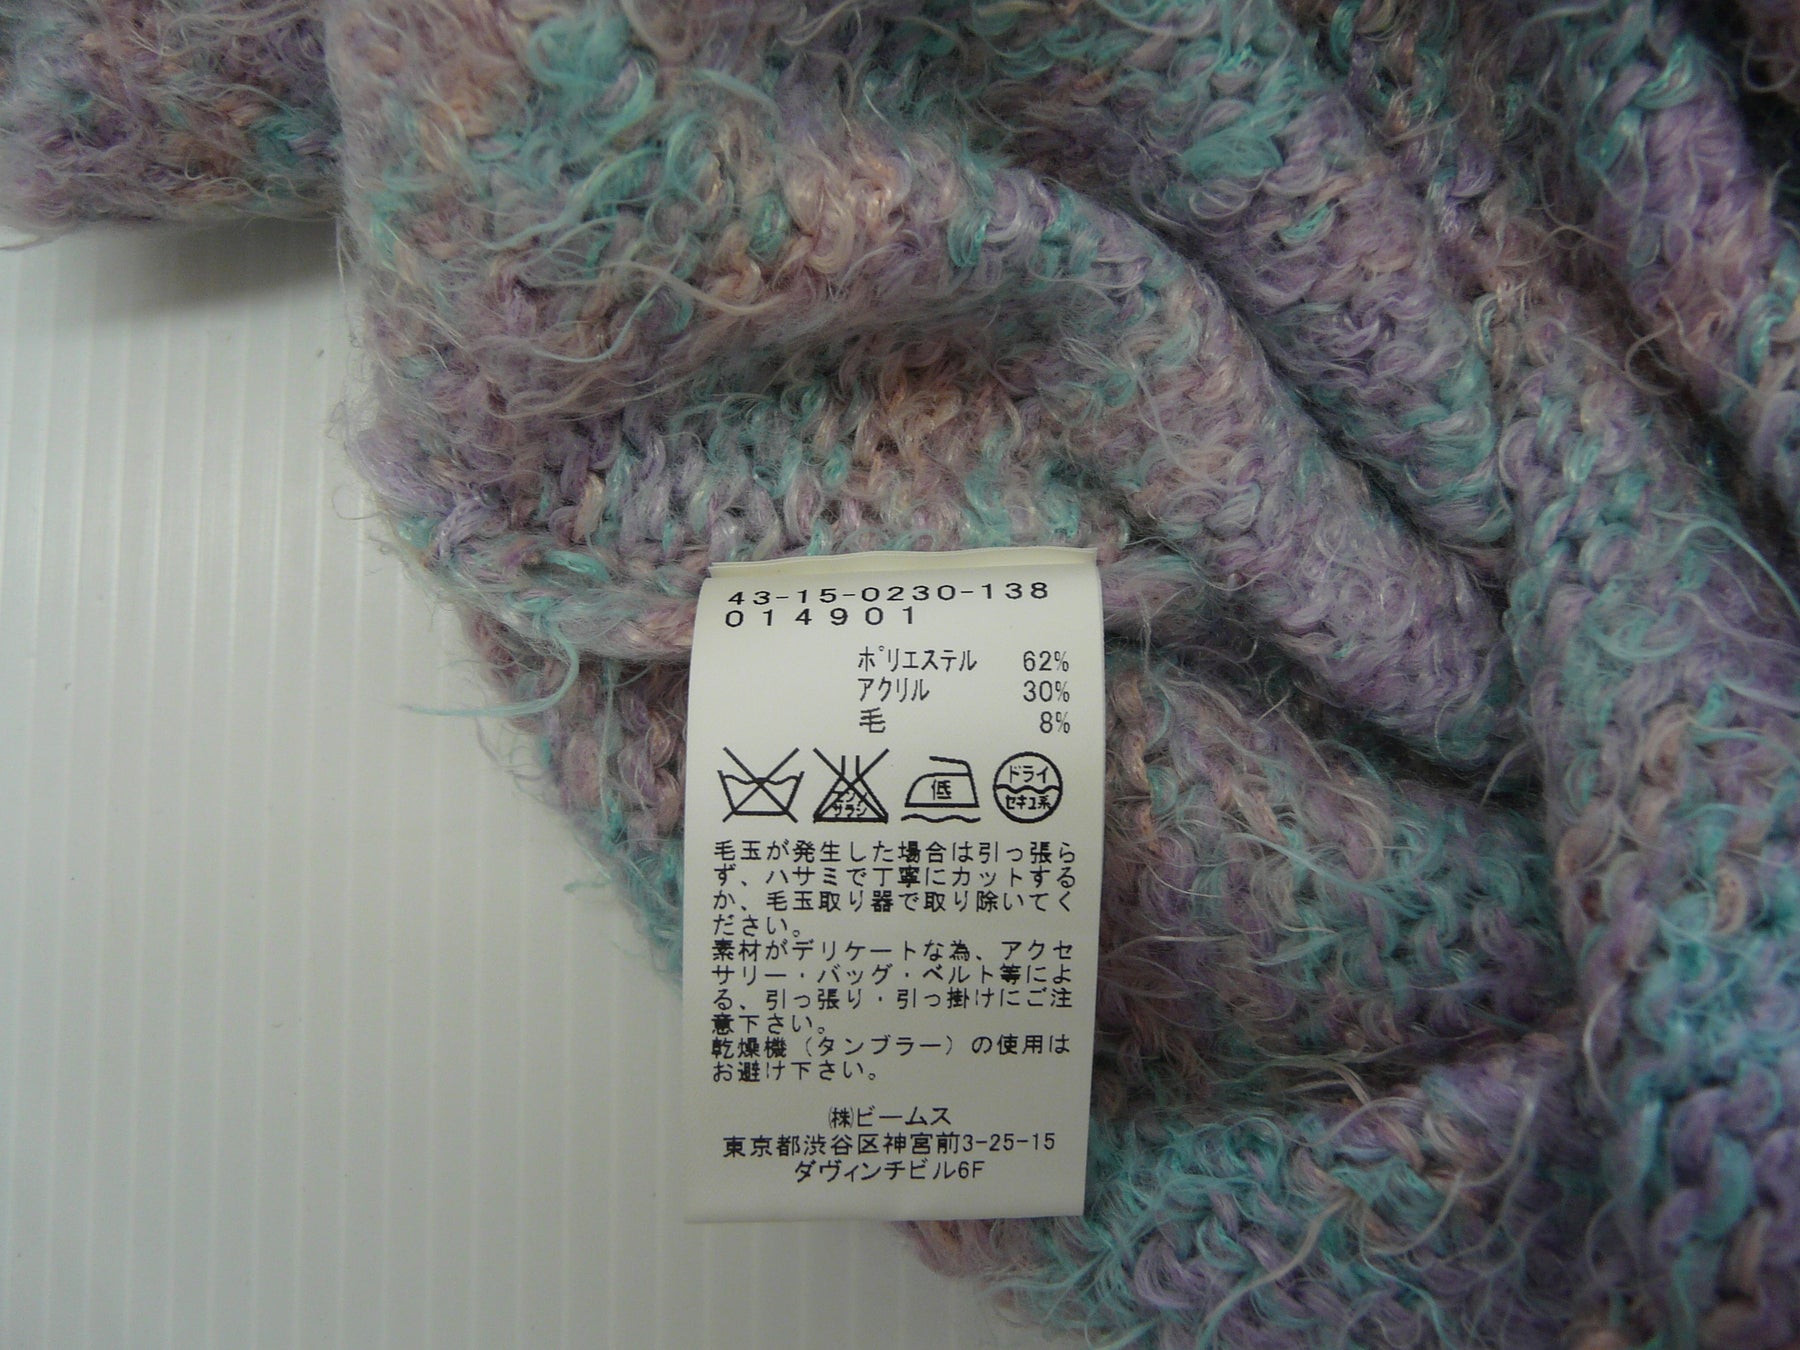 43-15-0230-138
014901
ポリエステル 62%
アクリル 30%
毛 8%
エンソ
サラシ
低
ドライ
セキユ系
毛玉が発生した場合は引っ張ら
ず、ハサミで丁寧にカットする
か、毛玉取り器で取り除いてく
ださい。
素材がデリケートな為、アクセ
サリー・バッグ・ベルト等によ
る、引っ張り・引っ掛けにご注
意下さい。
乾燥機（タンブラー）の使用は
お避け下さい。
㈱ビームス
東京都渋谷区神宮前3-25-15
ダヴィンチビル6F